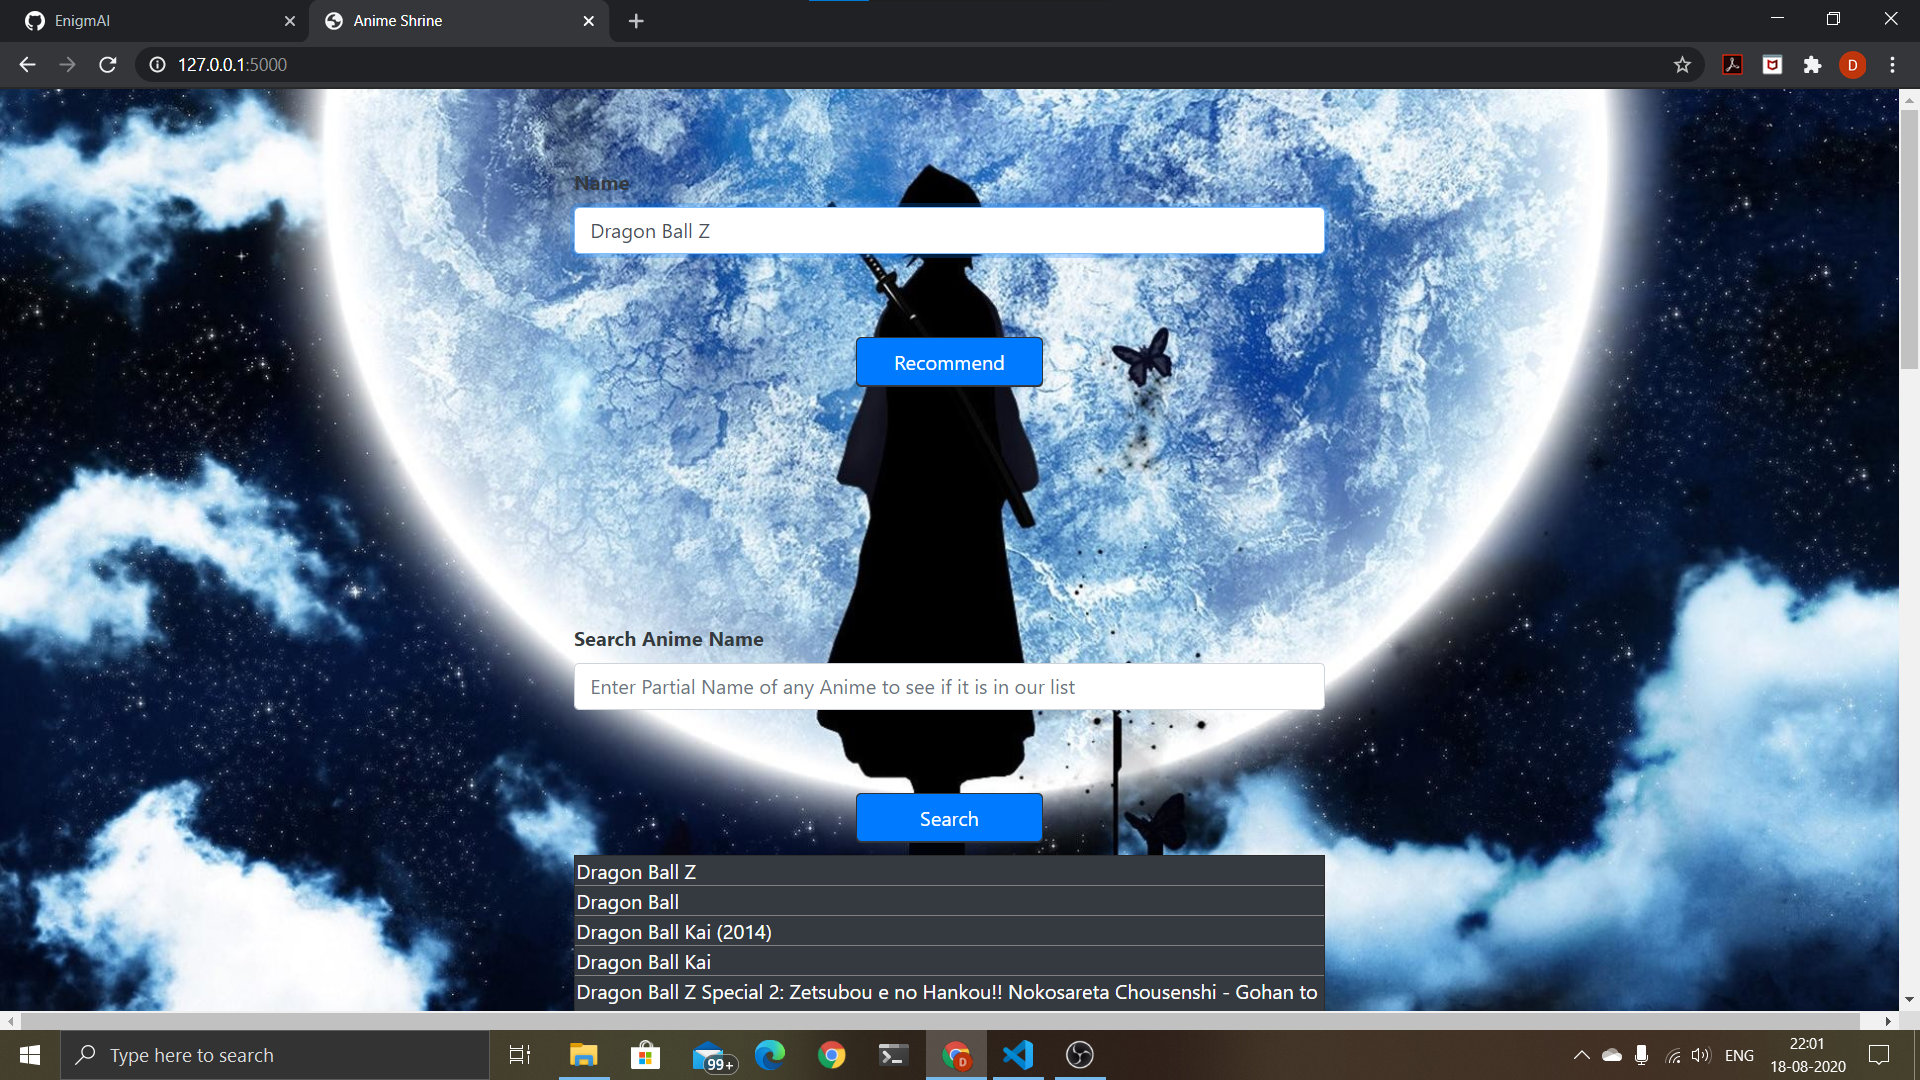 EnigmAI
Anime Shrine
127.0.0.1:5000
D
Name
Dragon Ball Z
Recommend
Search Anime Name
Enter Partial Name of any Anime to see if it is in our list
Search
Dragon Ball Z
Dragon Ball
Dragon Ball Kai (2014)
Dragon Ball Kai
Dragon Ball Z Special 2: Zetsubou e no Hankou!! Nokosareta Chousenshi - Gohan to
Type here to search
99+
D
ENG
22:01
18-08-2020